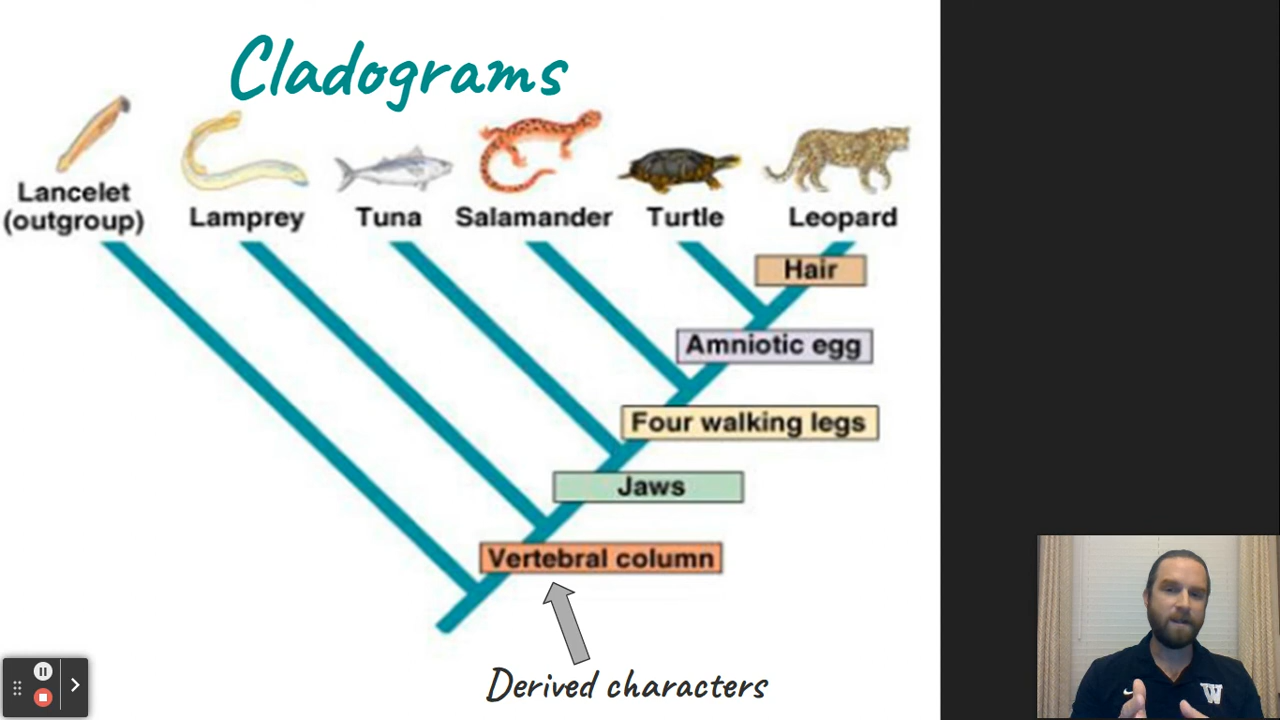 Cladograms
Lancelet
(outgroup)
Lamprey
Tuna
Salamander
Turtle
Leopard
Hair
Amniotic egg
Four walking legs
Jaws
Vertebral column
Derived characters
W